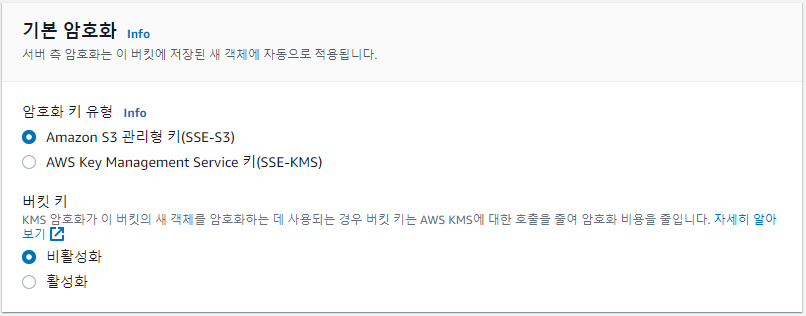 기본 암호화 Info
서버 측 암호화는 이 버킷에 저장된 새 객체에 자동으로 적용됩니다.
암호화 키 유형 Info
Amazon S3 관리형 키(SSE-S3)
AWS Key Management Service 키(SSE-KMS)
버킷 키
KMS 암호화가 이 버킷의 새 객체를 암호화하는 데 사용되는 경우 버킷 키는 AWS KMS에 대한 호출을 줄여 암호화 비용을 줄입니다. 자세히 알아
보기
비활성화
활성화